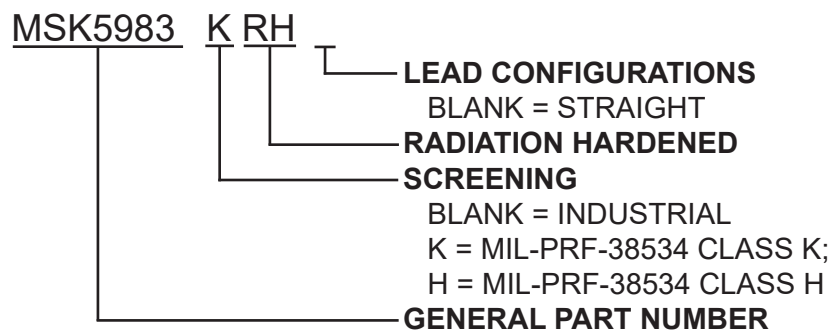 MSK5983 K RH
LEAD CONFIGURATIONS
BLANK = STRAIGHT
RADIATION HARDENED
SCREENING
BLANK = INDUSTRIAL
K = MIL-PRF-38534 CLASS K;
H = MIL-PRF-38534 CLASS H
GENERAL PART NUMBER